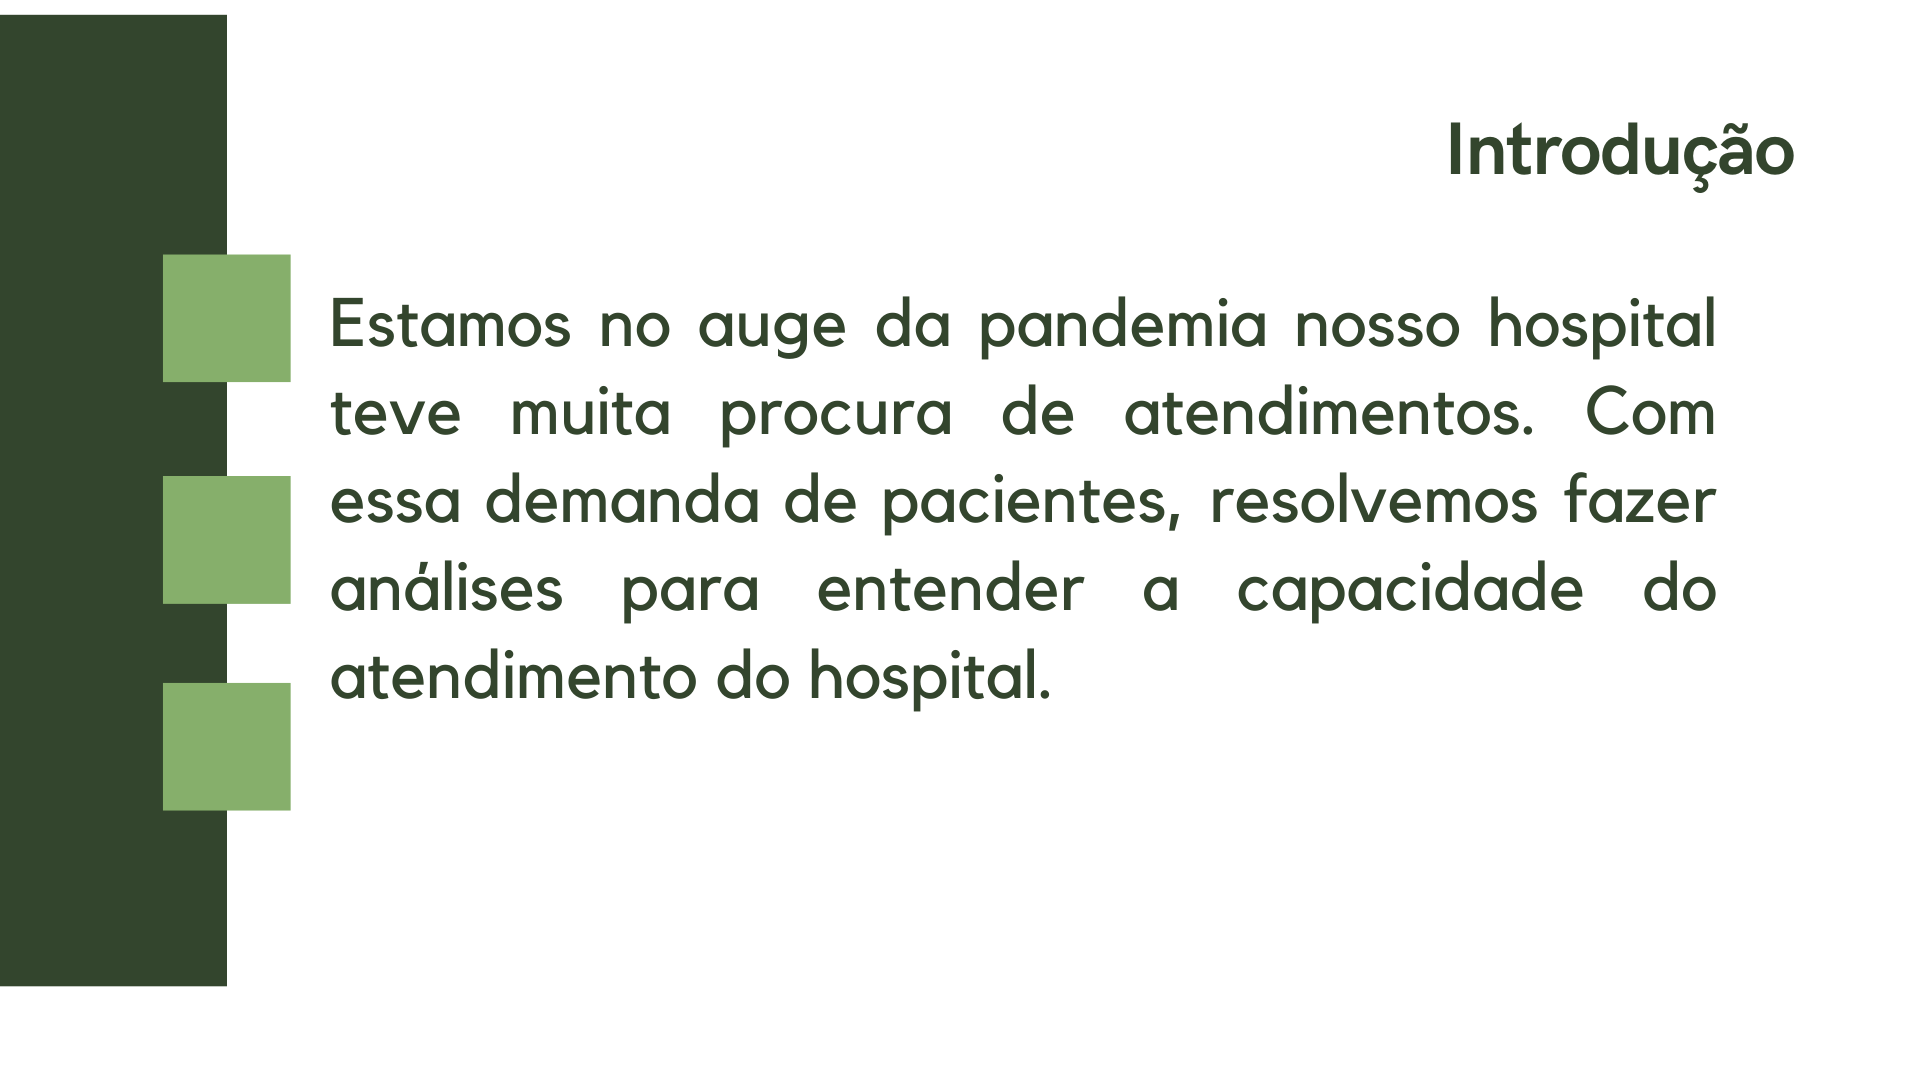 Introdução
Estamos no auge da pandemia nosso hospital
teve muita procura de atendimentos. Com
essa demanda de pacientes, resolvemos fazer
análises para entender a capacidade do
atendimento do hospital.